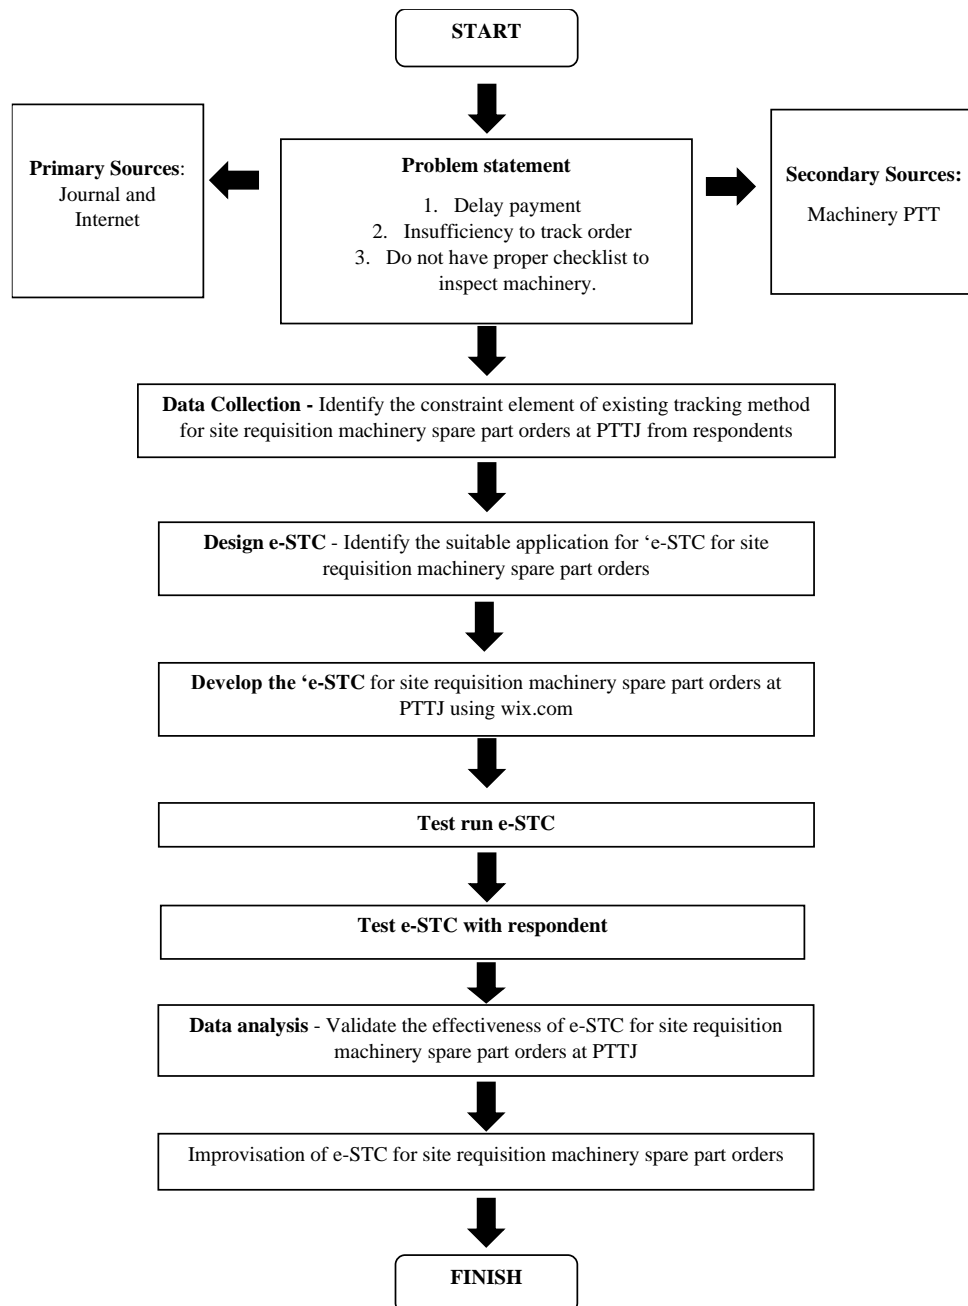 START
Primary Sources:
Journal and
Internet
Problem statement
1. Delay payment
2. Insufficiency to track order
3. Do not have proper checklist to
inspect machinery.
Secondary Sources:
Machinery PTT
Data Collection - Identify the constraint element of existing tracking method
for site requisition machinery spare part orders at PTTJ from respondents
Design e-STC - Identify the suitable application for ‘e-STC for site
requisition machinery spare part orders
Develop the ‘e-STC for site requisition machinery spare part orders at
PTTJ using wix.com
Test run e-STC
Test e-STC with respondent
Data analysis - Validate the effectiveness of e-STC for site requisition
machinery spare part orders at PTTJ
Improvisation of e-STC for site requisition machinery spare part orders
FINISH